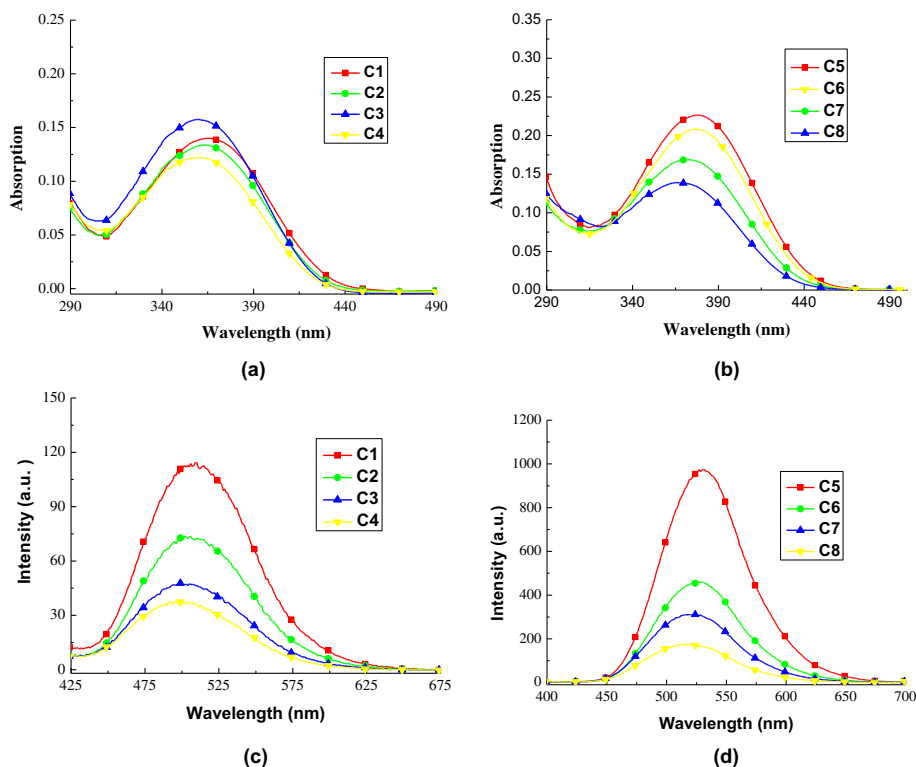 0.25
0.20
0.15
0.10
0.05
0.00
Absorption
C1
C2
C3
C4
290 340 390 440 490
Wavelength (nm)
(a)
0.35
0.30
0.25
0.20
0.15
0.10
0.05
0.00
Absorption
C5
C6
C7
C8
290 340 390 440 490
Wavelength (nm)
(b)
150
120
90
60
30
0
Intensity (a.u. )
C1
C2
C3
C4
425 475 525 575 625 675
Wavelength (nm)
(c)
1200
1000
800
600
400
200
0
Intensity (a.u.)
C5
C6
C7
C8
400 450 500 550 600 650 700
Wavelength (nm)
(d)